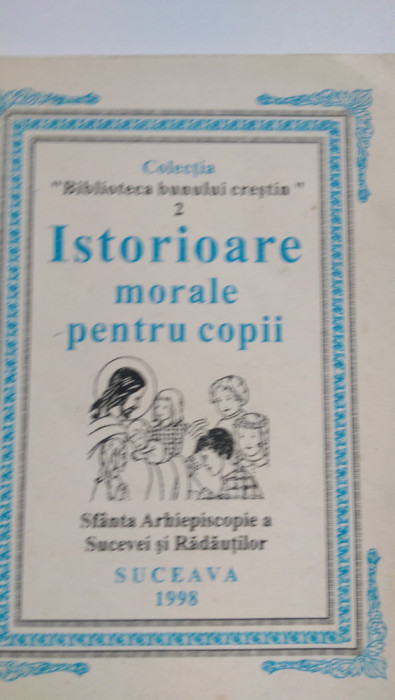 Colecția
"Biblioteca bunului creștin"
2
Istorioare
morale
pentru copii
Sfânta Arhiepiscopie a
Sucevei și Rădăuților
SUCEAVA
1998